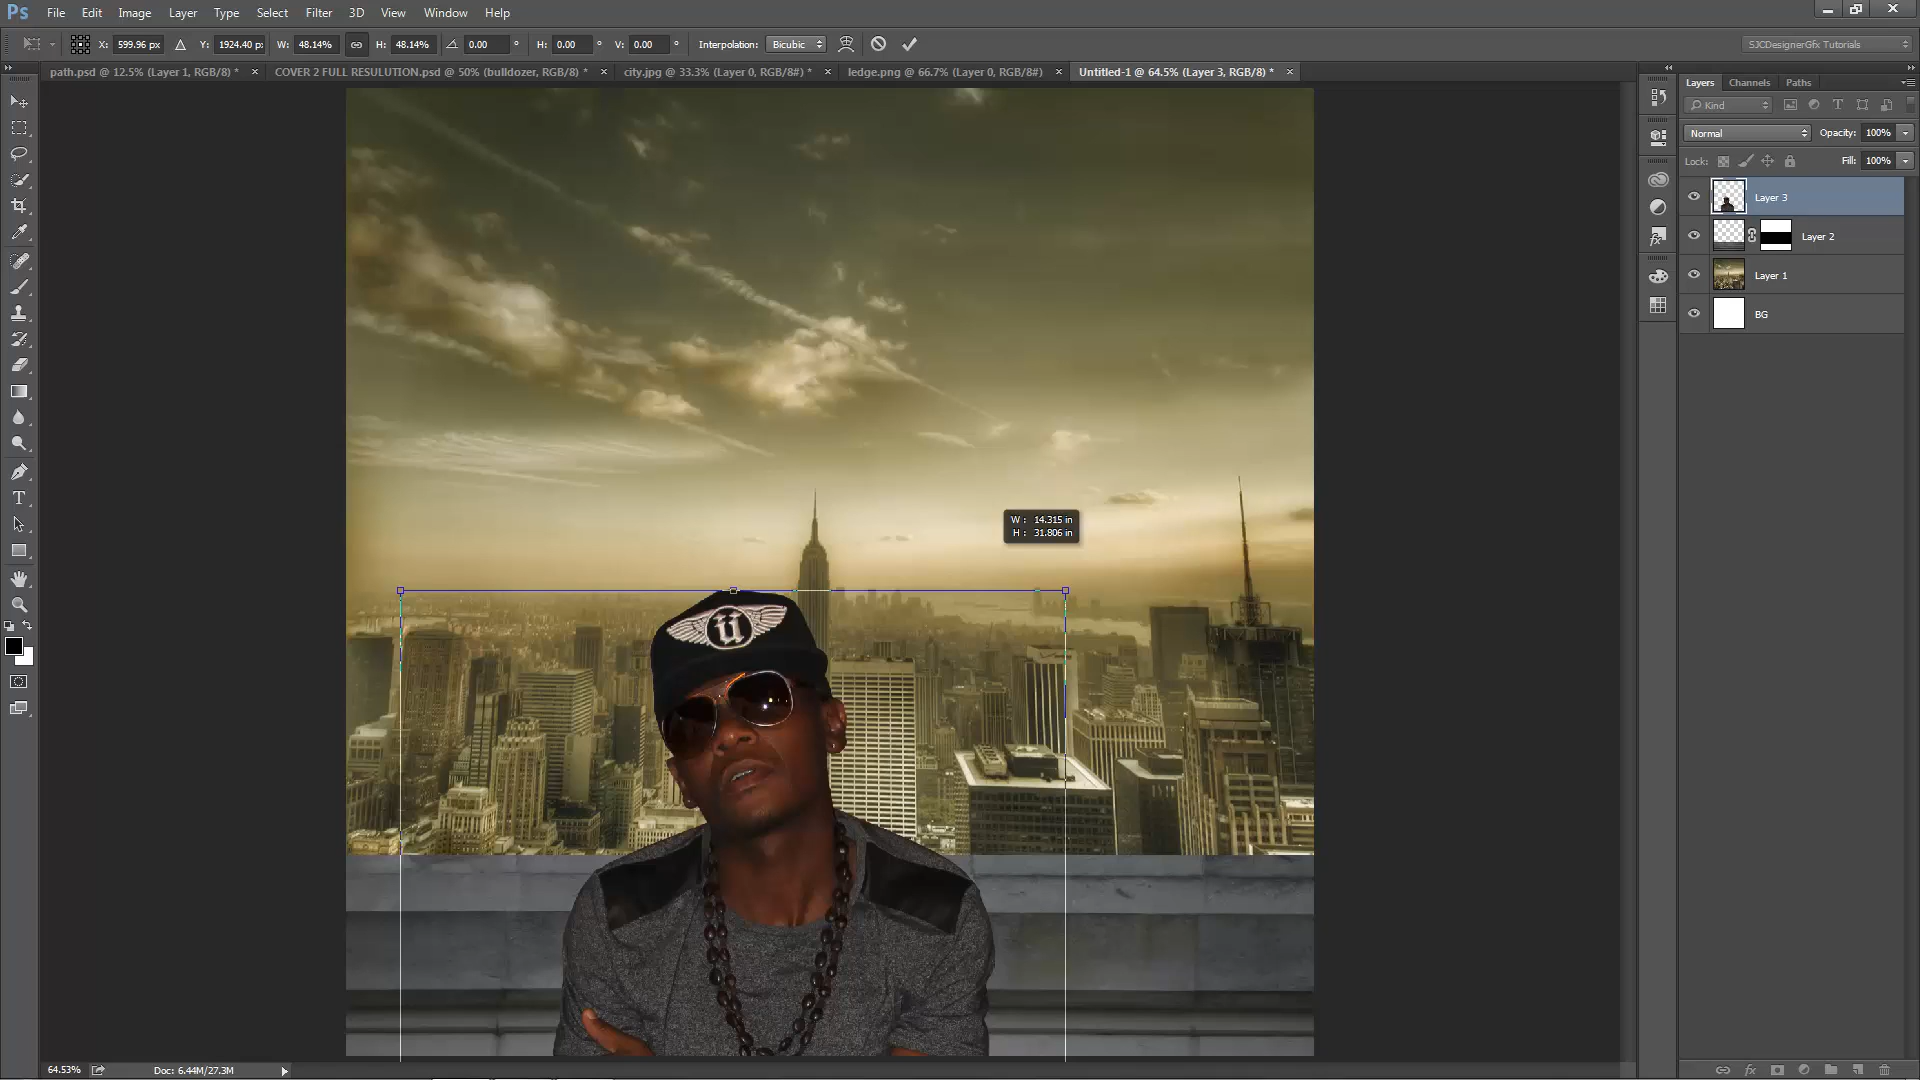 Ps File Edit Image Layer Type Select Filter 3D View Window Help
X: 599.96 px Y: 1924.40 px W: 48.14% H: 48.14% 0.00 ° H: 0.00 ° V: 0.00 ° Interpolation: Bicubic SJCDesignerGfx Tutorials
path.psd @ 12.5% (Layer 1, RGB/8) * × COVER 2 FULL RESULUTION.psd @ 50% (bulldozer, RGB/8) * × city.jpg @ 33.3% (Layer 0, RGB/8#) * × ledge.png @ 66.7% (Layer 0, RGB/8#) × Untitled-1 @ 64.5% (Layer 3, RGB/8) * ×
Layers Channels Paths
Kind
Normal Opacity: 100%
Lock: Fill: 100%
Layer 3
Layer 2
Layer 1
BG
W: 14.315 in
H: 31.806 in
ü
64.53% Doc: 6.44M/27.3M